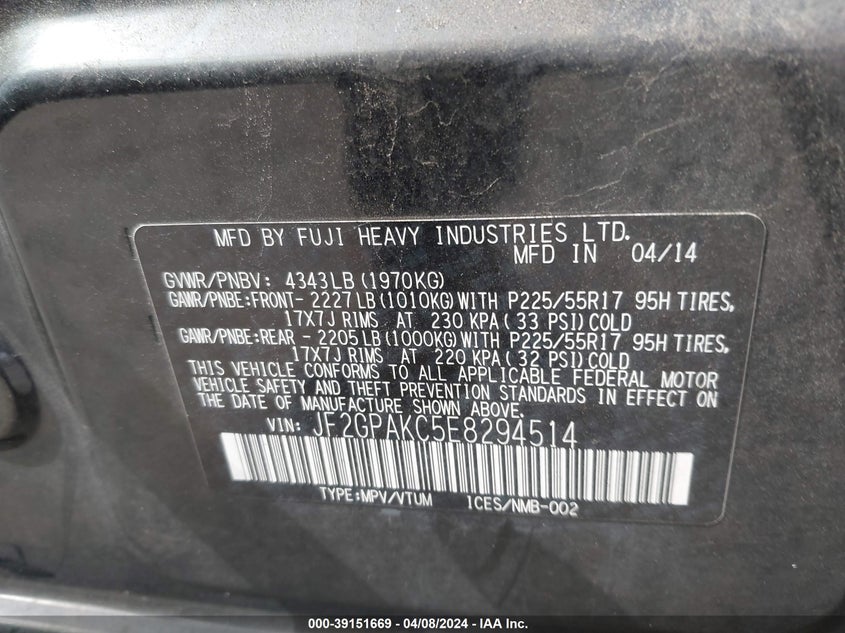 MFD BY FUJI HEAVY INDUSTRIES LTD.
MFD IN 04/14
GVWR/PNBV: 4343LB (1970KG)
GAWR/PNBE:FRONT- 2227LB (1010KG) WITH P225/55R17 95H TIRES,
17X7J RIMS AT 230 KPA( 33 PSI) COLD
GAWR/PNBE:REAR - 2205LB (1000KG) WITH P225/55R17 95H TIRES,
17X7J RIMS AT 220 KPA( 32 PSI) COLD
THIS VEHICLE CONFORMS TO ALL APPLICABLE FEDERAL MOTOR
VEHICLE SAFETY AND THEFT PREVENTION STANDARDS IN EFFECT ON
THE DATE OF MANUFACTURE SHOWN ABOVE.
VIN: JF2GPAKC5E8294514
TYPE:MPV/VTUM ICES/NMB-002
000-39151669 - 04/08/2024 - IAA Inc.